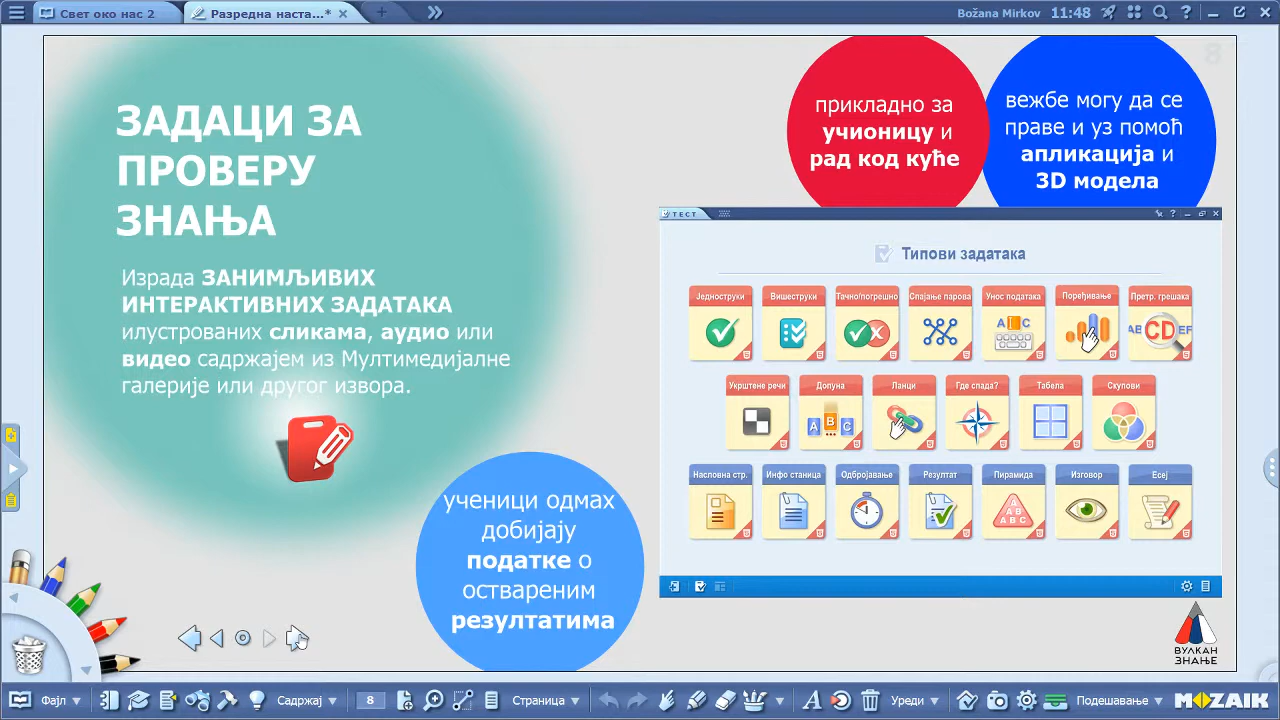 Свет око нас 2
Разредна наста...*
Božana Mirkov
11:48
8
ЗАДАЦИ ЗА
ПРОВЕРУ
ЗНАЊА
Израда ЗАНИМЉИВИХ
ИНТЕРАКТИВНИХ ЗАДАТАКА
илустрованих сликама, аудио или
видео садржајем из Мултимедијалне
галерије или другог извора.
прикладно за
учионицу и
рад код куће
вежбе могу да се
праве и уз помоћ
апликација и
3D модела
ТЕСТ
Типови задатака
Једноструки
Вишеструки
Тачно/погрешно
Спајање парова
Унос података
Поређивање
Претр. грешака
Укрштене речи
Допуна
Ланци
Где спада?
Табела
Скупови
Насловна стр.
Инфо станица
Одбројавање
Резултат
Пирамида
Изговор
Есеј
ученици одмах
добијају
податке о
оствареним
резултатима
ВУЛКАН
ЗНАЊЕ
Фајл
Садржај
8
Страница
Уреди
Подешавање
MOZAIK